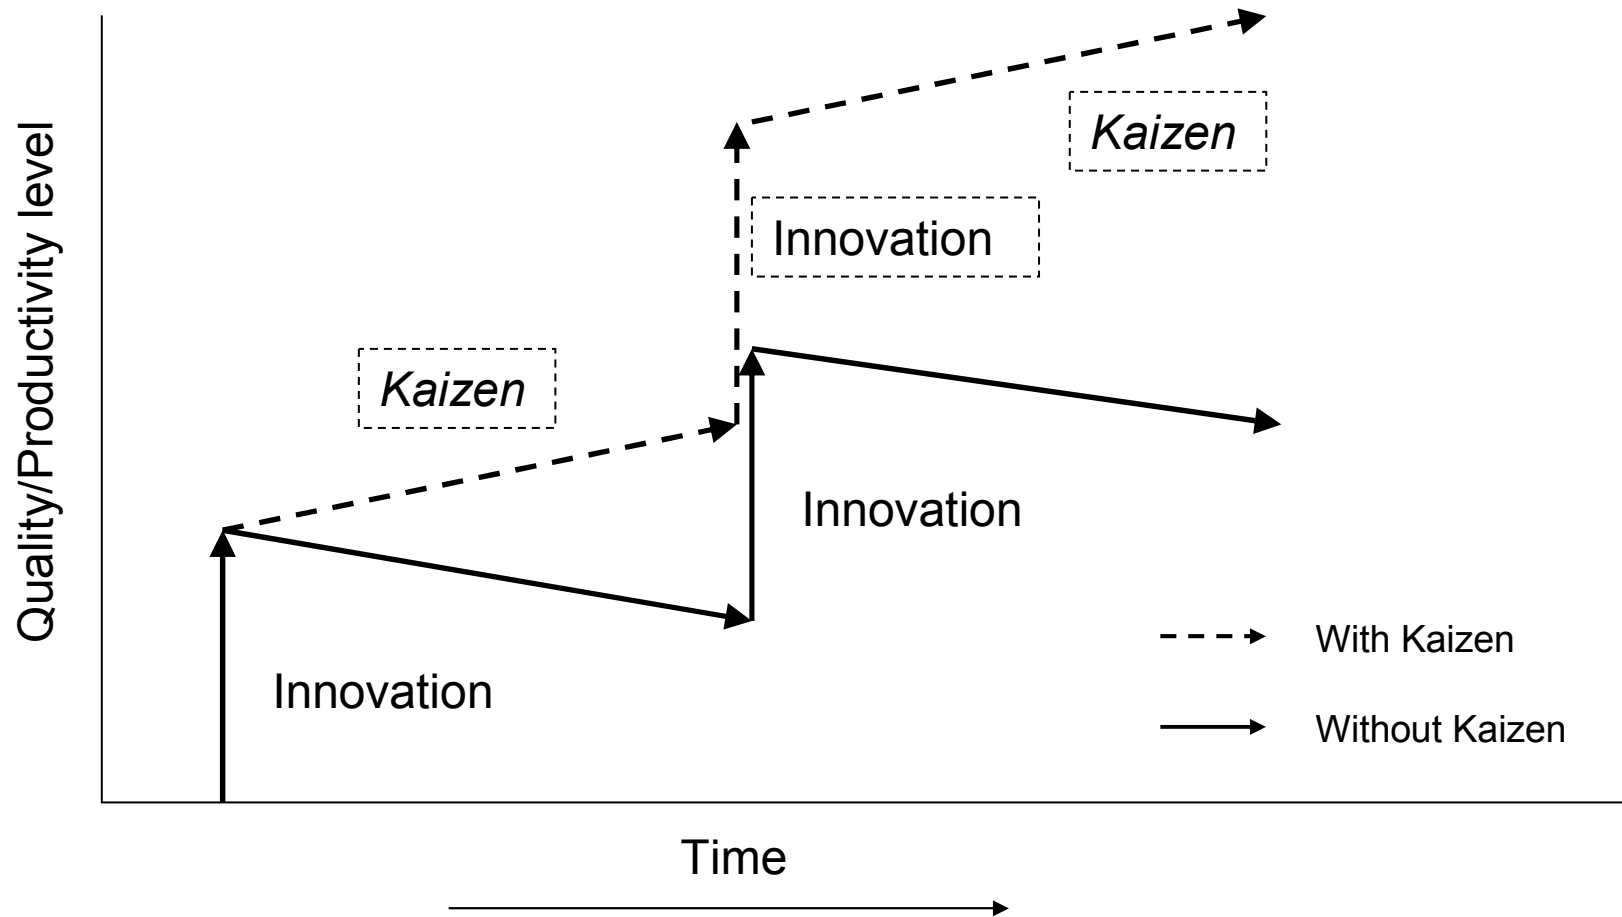 Quality/Productivity level
Kaizen
Innovation
Kaizen
Innovation
Innovation
With Kaizen
Without Kaizen
Time